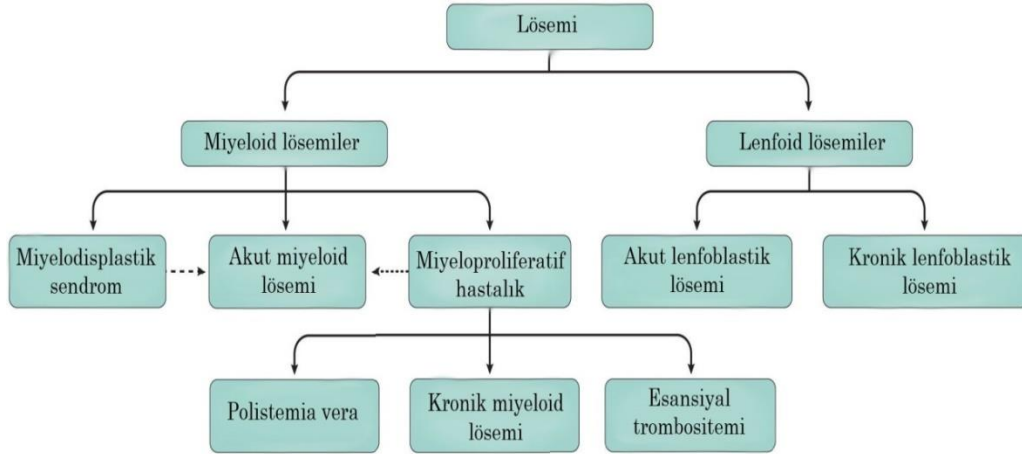 Lösemi
Miyeloid lösemiler
Lenfoid lösemiler
Miyelodisplastik
sendrom
Akut miyeloid
lösemi
Miyeloproliferatif
hastalık
Akut lenfoblastik
lösemi
Kronik lenfoblastik
lösemi
Polistemia vera
Kronik miyeloid
lösemi
Esansiyal
trombositemi